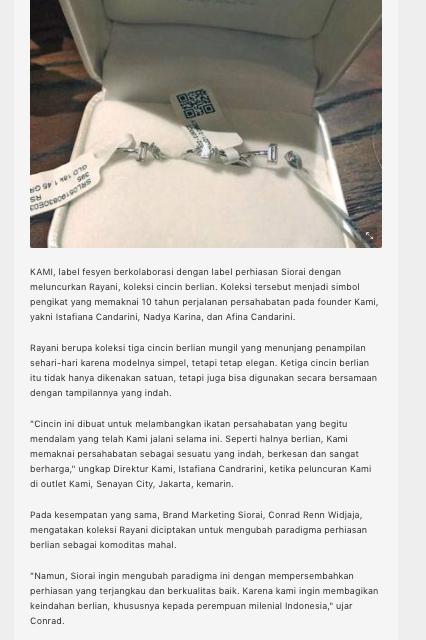 GLD 18K 1.45 GR
KAMI, label fesyen berkolaborasi dengan label perhiasan Siorai dengan
meluncurkan Rayani, koleksi cincin berlian. Koleksi tersebut menjadi simbol
pengikat yang memaknai 10 tahun perjalanan persahabatan pada founder Kami,
yakni Istafiana Candarini, Nadya Karina, dan Afina Candarini.
Rayani berupa koleksi tiga cincin berlian mungil yang menunjang penampilan
sehari-hari karena modelnya simpel, tetapi tetap elegan. Ketiga cincin berlian
itu tidak hanya dikenakan satuan, tetapi juga bisa digunakan secara bersamaan
dengan tampilannya yang indah.
"Cincin ini dibuat untuk melambangkan ikatan persahabatan yang begitu
mendalam yang telah Kami jalani selama ini. Seperti halnya berlian, Kami
memaknai persahabatan sebagai sesuatu yang indah, berkesan dan sangat
berharga," ungkap Direktur Kami, Istafiana Candrarini, ketika peluncuran Kami
di outlet Kami, Senayan City, Jakarta, kemarin.
Pada kesempatan yang sama, Brand Marketing Siorai, Conrad Renn Widjaja,
mengatakan koleksi Rayani diciptakan untuk mengubah paradigma perhiasan
berlian sebagai komoditas mahal.
"Namun, Siorai ingin mengubah paradigma ini dengan mempersembahkan
perhiasan yang terjangkau dan berkualitas baik. Karena kami ingin membagikan
keindahan berlian, khususnya kepada perempuan milenial Indonesia," ujar
Conrad.